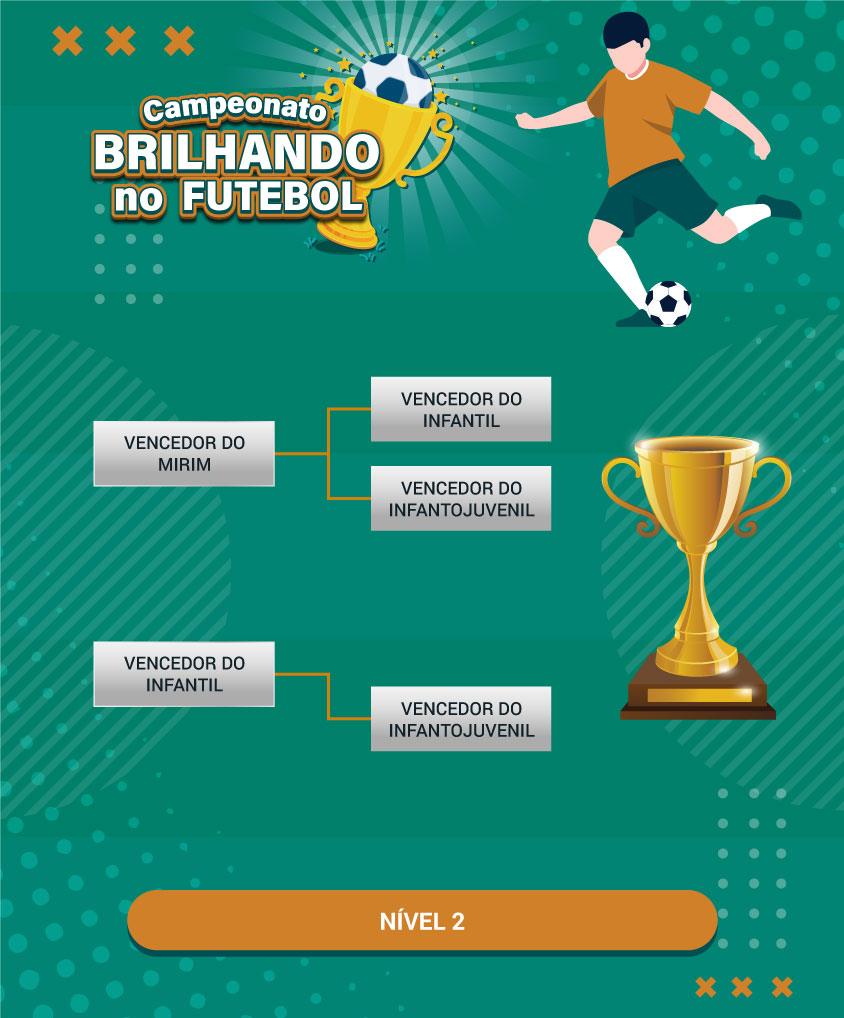 Campeonato
BRILHANDO
no FUTEBOL
VENCEDOR DO
MIRIM
VENCEDOR DO
INFANTIL
VENCEDOR DO
INFANTOJUVENIL
VENCEDOR DO
INFANTIL
VENCEDOR DO
INFANTOJUVENIL
NÍVEL 2